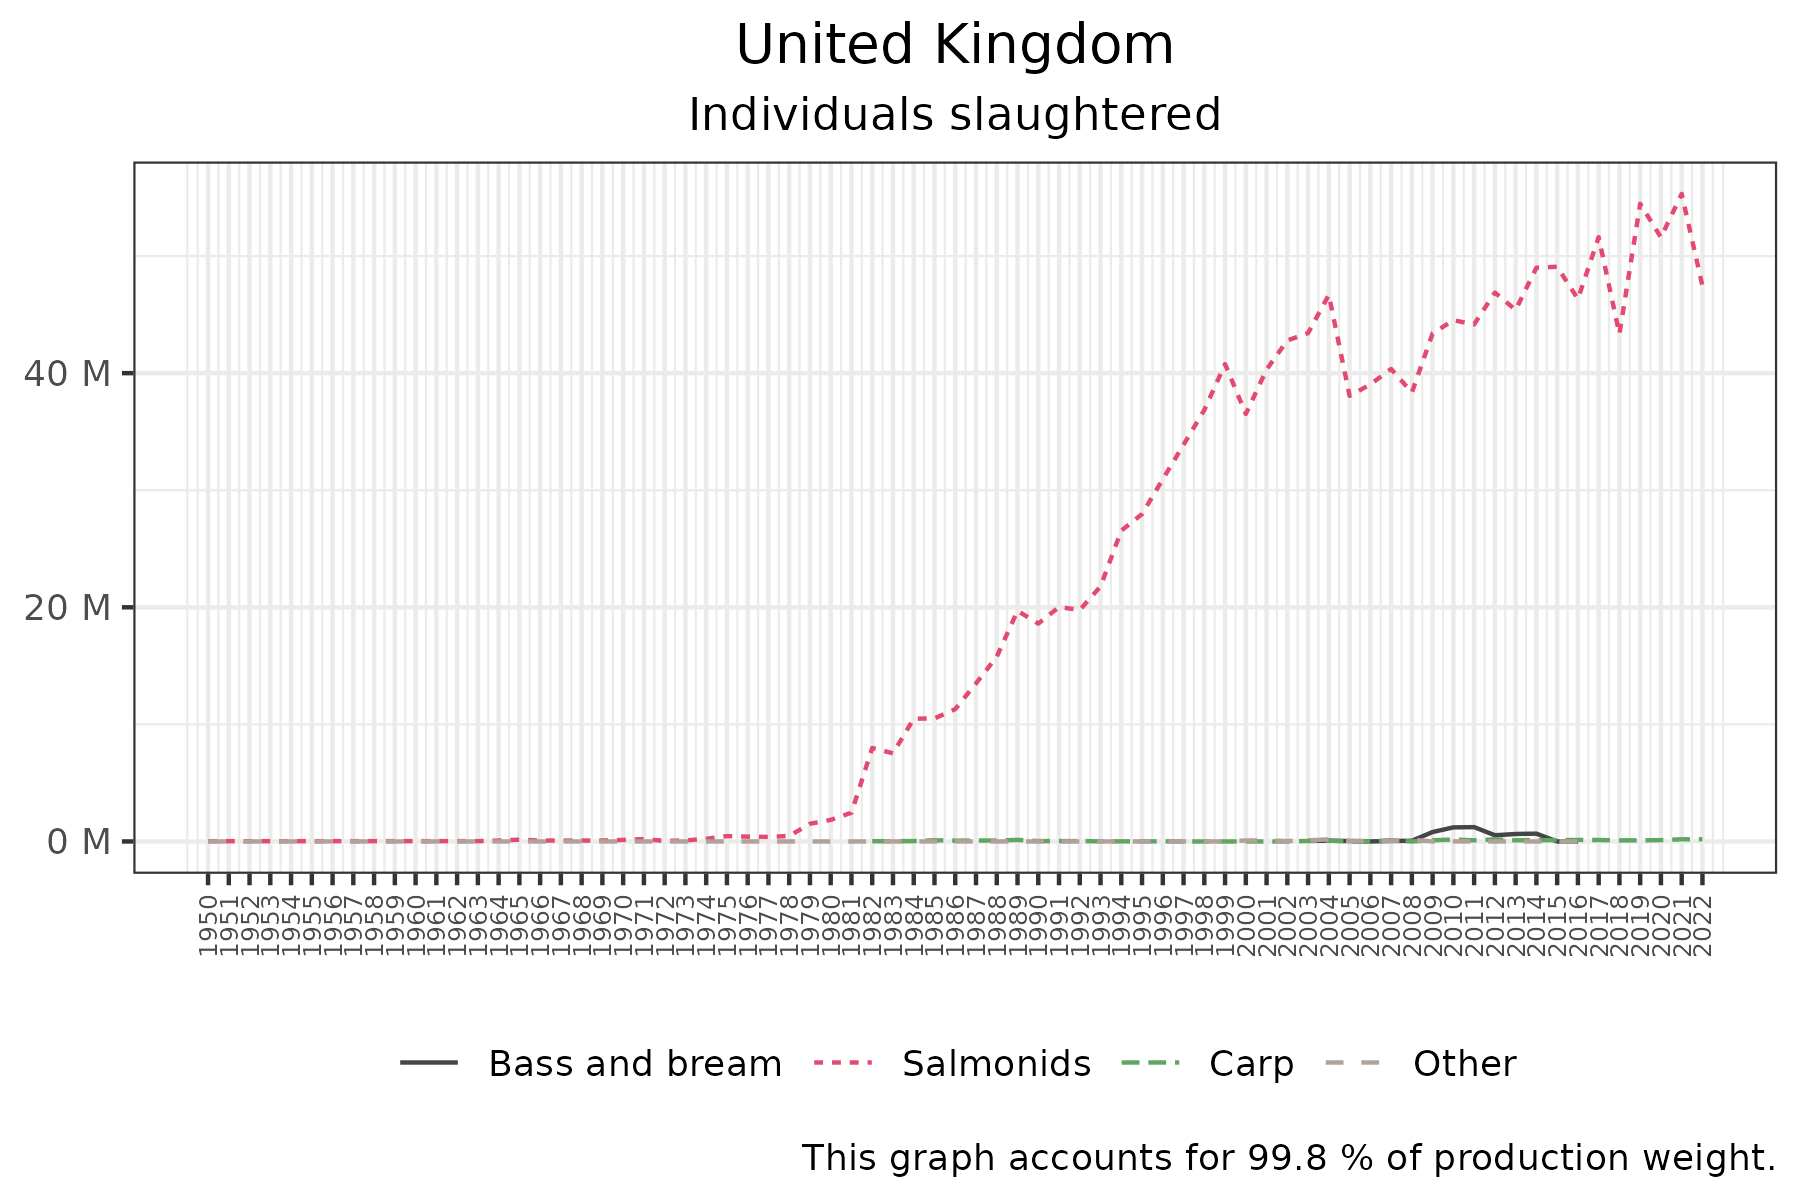 United Kingdom
Individuals slaughtered
40 M
20 M
0 M
1950 1951 1952 1953 1954 1955 1956 1957 1958 1959 1960 1961 1962 1963 1964 1965 1966 1967 1968 1969 1970 1971 1972 1973 1974 1975 1976 1977 1978 1979 1980 1981 1982 1983 1984 1985 1986 1987 1988 1989 1990 1991 1992 1993 1994 1995 1996 1997 1998 1999 2000 2001 2002 2003 2004 2005 2006 2007 2008 2009 2010 2011 2012 2013 2014 2015 2016 2017 2018 2019 2020 2021 2022
Bass and bream Salmonids Carp Other
This graph accounts for 99.8 % of production weight.